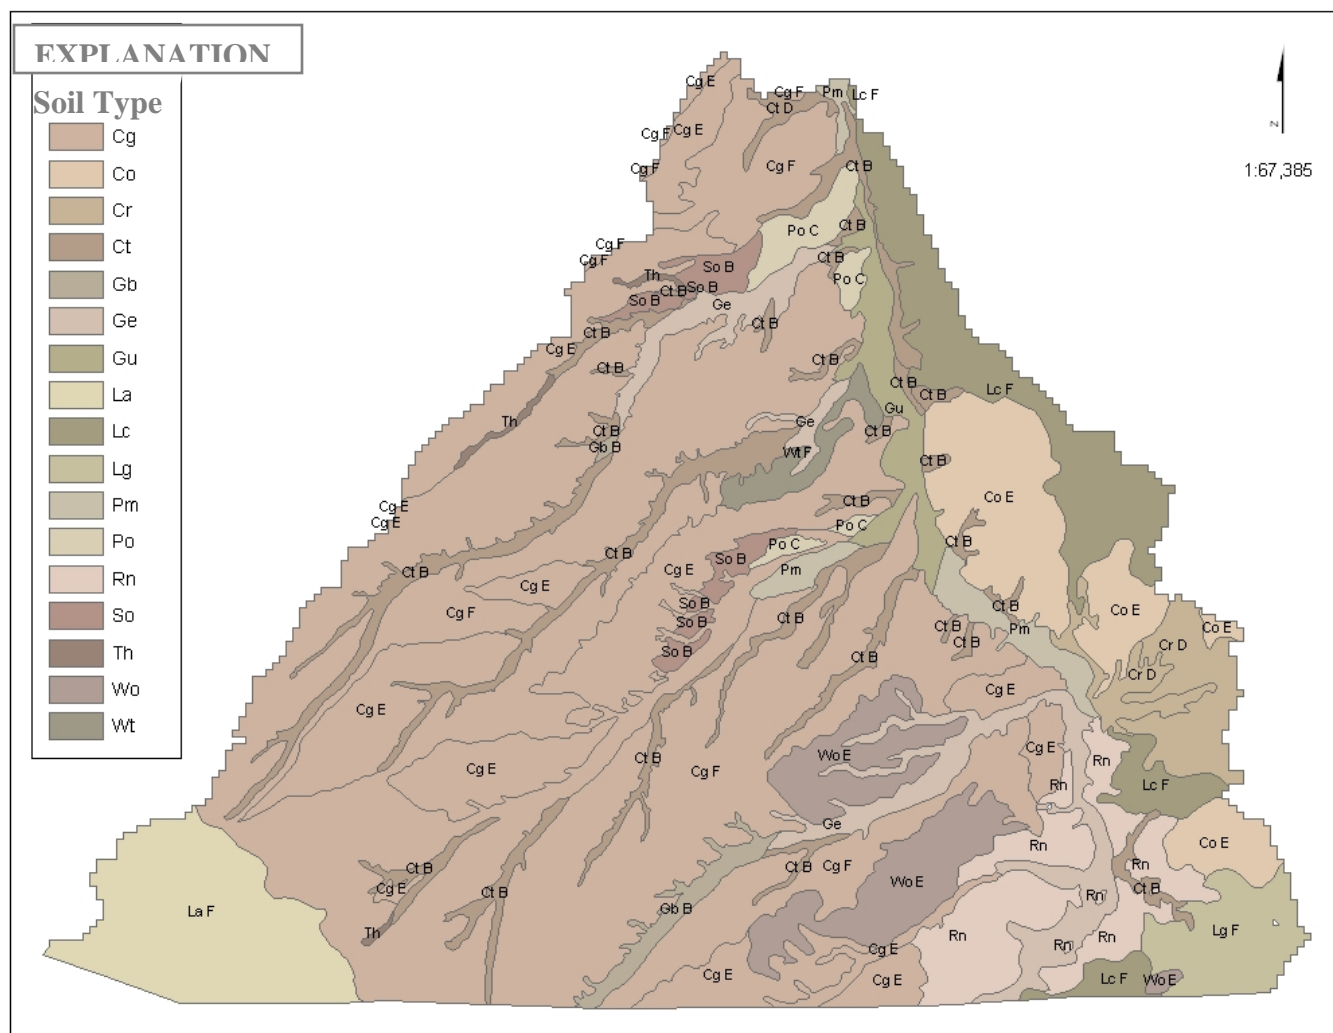 EXPLANATION
Soil Type
Cg
Co
Cr
Ct
Gb
Ge
Gu
La
Lc
Lg
Pm
Po
Rn
So
Th
Wo
Wt
z
1:67,385
Cg E
Cg F
Pm
Lc F
Ct D
Cg F
Cg E
Cg F
Cg F
Ct B
Cg F
Cg F
Po C
Ct B
So B
Ct B
Th
Ct B
So B
So B
Po C
Ge
Ct B
Ct B
Cg E
Ct B
Ct B
Ct B
Ct B
Lc F
Gu
Th
Ge
Ct B
Ct B
Gb B
Wt F
Ct B
Co E
Cg E
Ct B
Cg E
Po C
Ct B
Ct B
Po C
So B
Cg E
Pm
Ct B
Cg E
So B
Ct B
Co E
Cg F
So B
Ct B
Ct B
Pm
Co E
Ct B
Cr D
So B
Ct B
Cr D
Cg E
Cg E
Cg E
Wo E
Ct B
Rn
Cg E
Cg F
Rn
Lc F
Ge
Rn
Co E
Ct B
Cg F
Rn
Ct B
Cg E
Ct B
Wo E
Ct B
Rn
La F
Gb B
Th
Rn
Rn
Rn
Lg F
Cg E
Cg E
Cg E
Lc F
Wo E